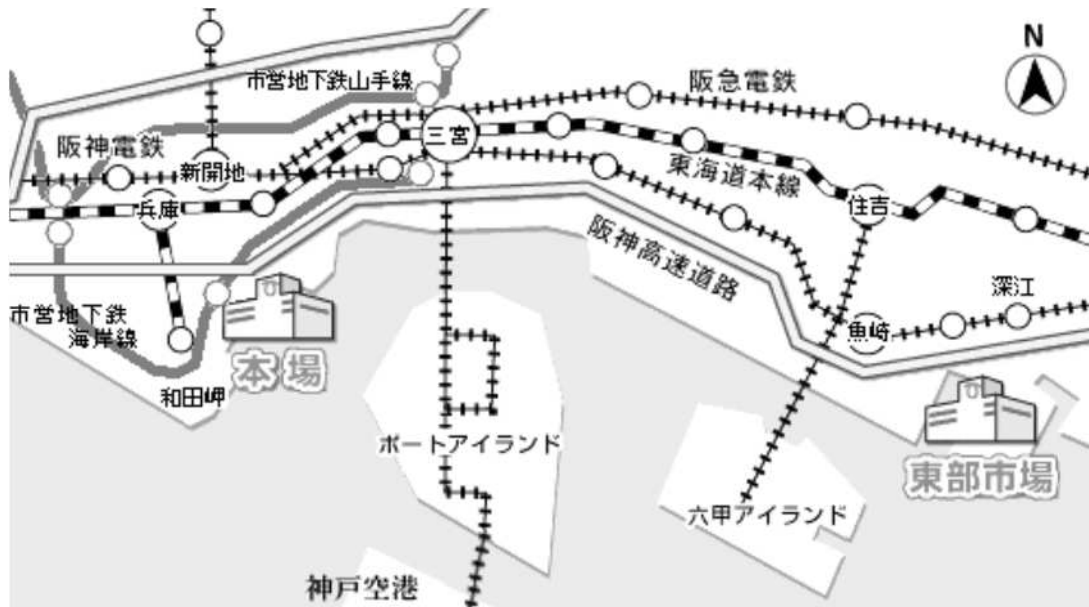 N
市営地下鉄山手線
阪急電鉄
阪神電鉄
新開地
三宮
東海道本線
兵庫
住吉
阪神高速道路
深江
市営地下鉄
海岸線
魚崎
本場
和田岬
ポートアイランド
東部市場
六甲アイランド
神戸空港